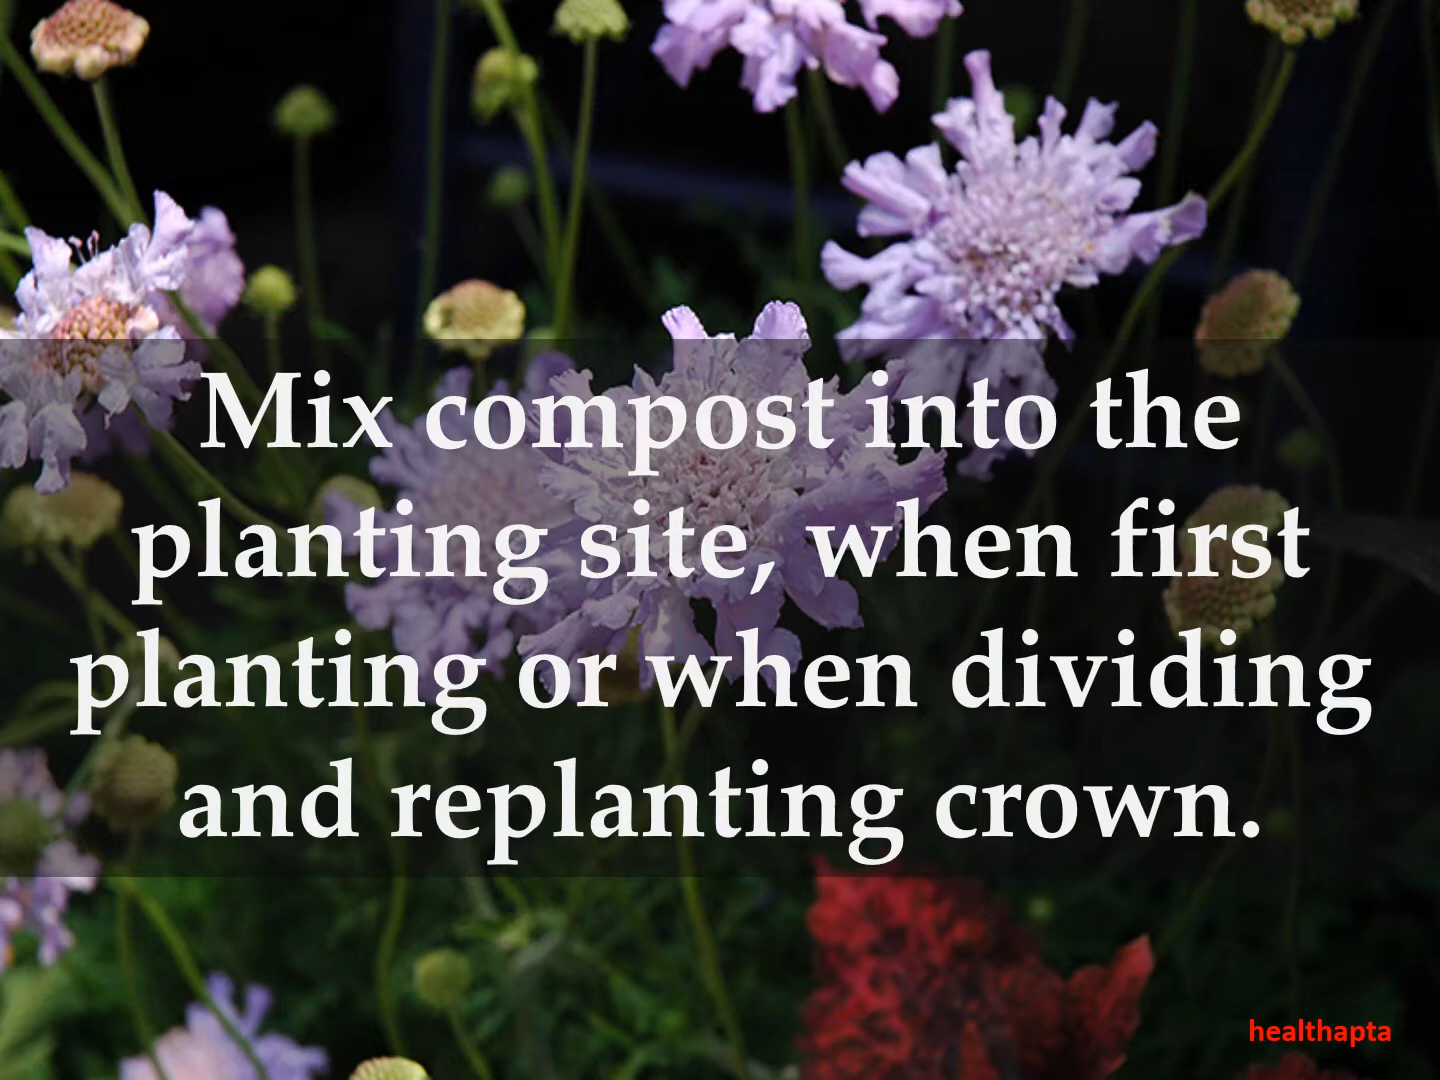 Mix compost into the
planting site, when first
planting or when dividing
and replanting crown.
healthapta